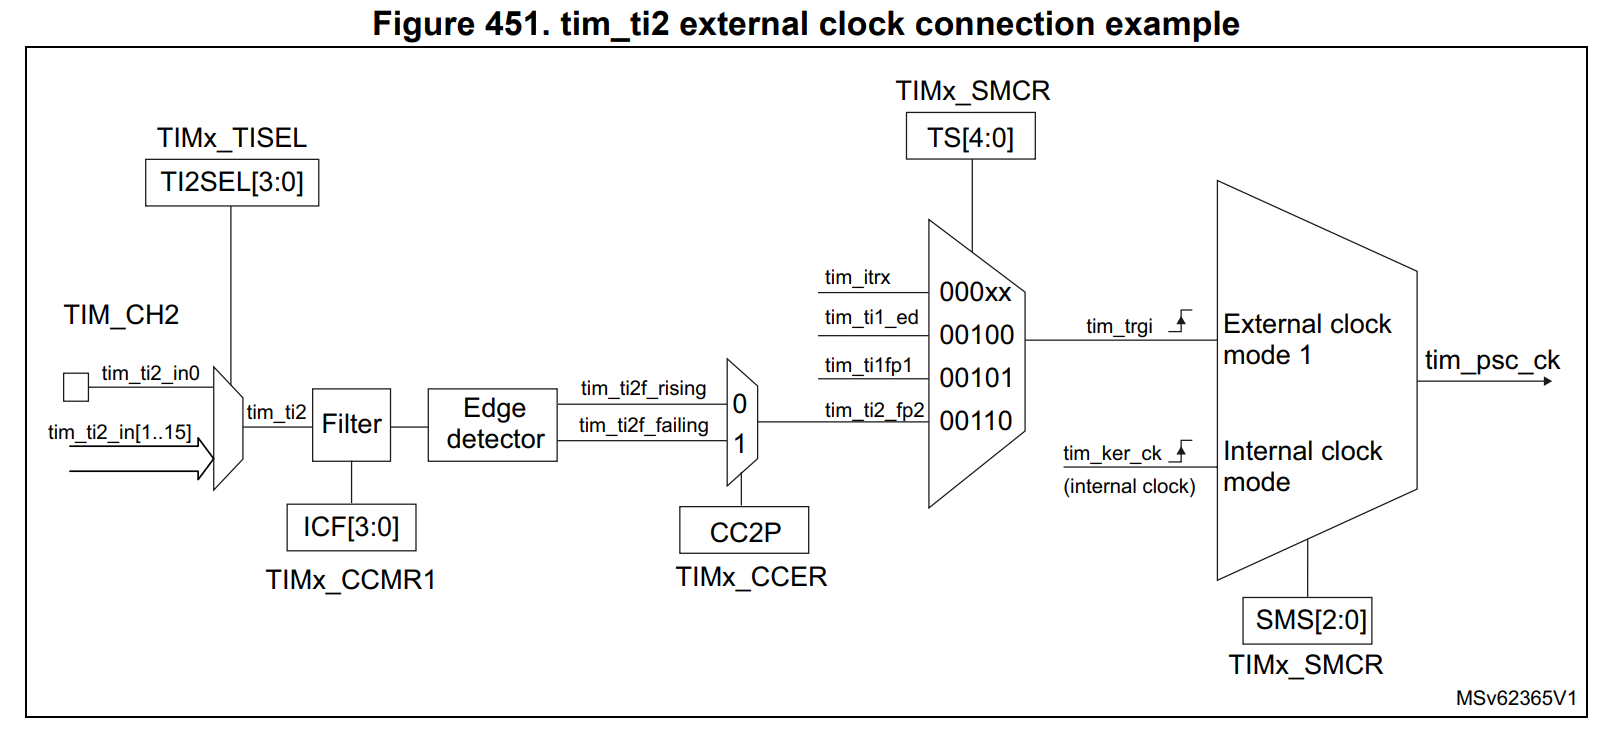 Figure 451. tim_ti2 external clock connection example
TIMx_SMCR
TS[4:0]
TIMx_TISEL
TI2SEL[3:0]
TIM_CH2
tim_ti2_in0
tim_ti2_in[1..15]
tim_ti2
Filter
ICF[3:0]
TIMx_CCMR1
Edge
detector
tim_ti2f_rising
tim_ti2f_failing
0
1
CC2P
TIMx_CCER
tim_itrx
000xx
tim_ti1_ed
00100
tim_ti1fp1
00101
tim_ti2_fp2
00110
tim_trgi
External clock
mode 1
tim_ker_ck
(internal clock)
Internal clock
mode
tim_psc_ck
SMS[2:0]
TIMx_SMCR
MSv62365V1